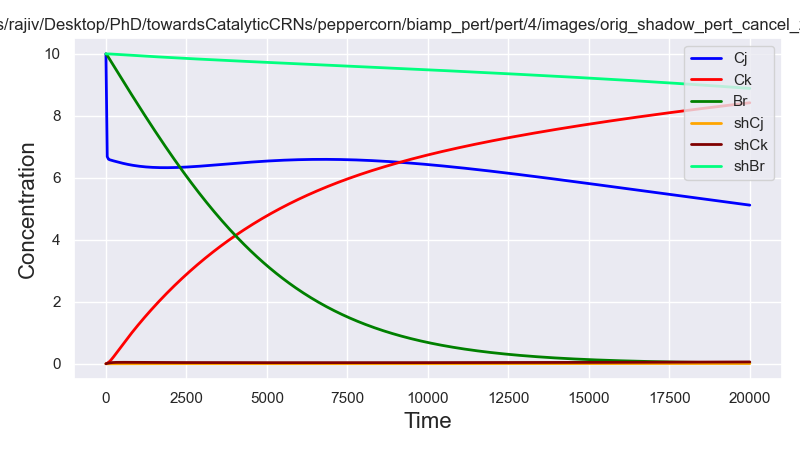 s/rajiv/Desktop/PhD/towardsCatalyticCRNs/peppercorn/biamp_pert/pert/4/images/orig_shadow_pert_cancel_
Concentration
10
8
6
4
2
0
Cj
Ck
Br
shCj
shCk
shBr
0 2500 5000 7500 10000 12500 15000 17500 20000
Time